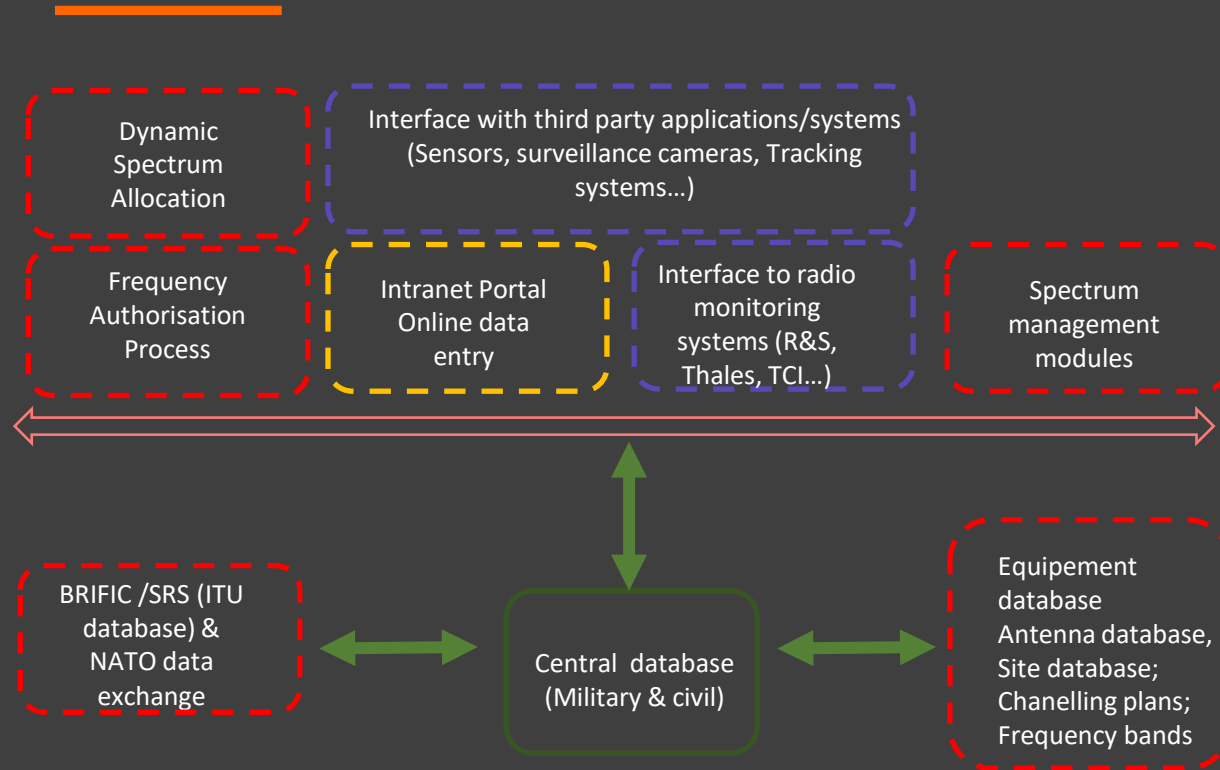 Dynamic
Spectrum
Allocation
Interface with third party applications/systems
(Sensors, surveillance cameras, Tracking
systems…)
Frequency
Authorisation
Process
Intranet Portal
Online data
entry
Interface to radio
monitoring
systems (R&S,
Thales, TCI…)
Spectrum
management
modules
BRIFIC /SRS (ITU
database) &
NATO data
exchange
Central  database
(Military & civil)
Equipement
database
Antenna database,
Site database;
Chanelling plans;
Frequency bands